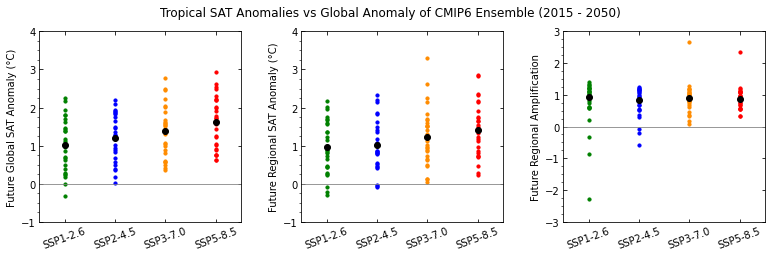 Tropical SAT Anomalies vs Global Anomaly of CMIP6 Ensemble (2015 - 2050)
Future Global SAT Anomaly (°C)
4
3
2
1
0
−1
SSP1-2.6
SSP2-4.5
SSP3-7.0
SSP5-8.5
Future Regional SAT Anomaly (°C)
4
3
2
1
0
−1
SSP1-2.6
SSP2-4.5
SSP3-7.0
SSP5-8.5
Future Regional Amplification
3
2
1
0
−1
−2
−3
SSP1-2.6
SSP2-4.5
SSP3-7.0
SSP5-8.5